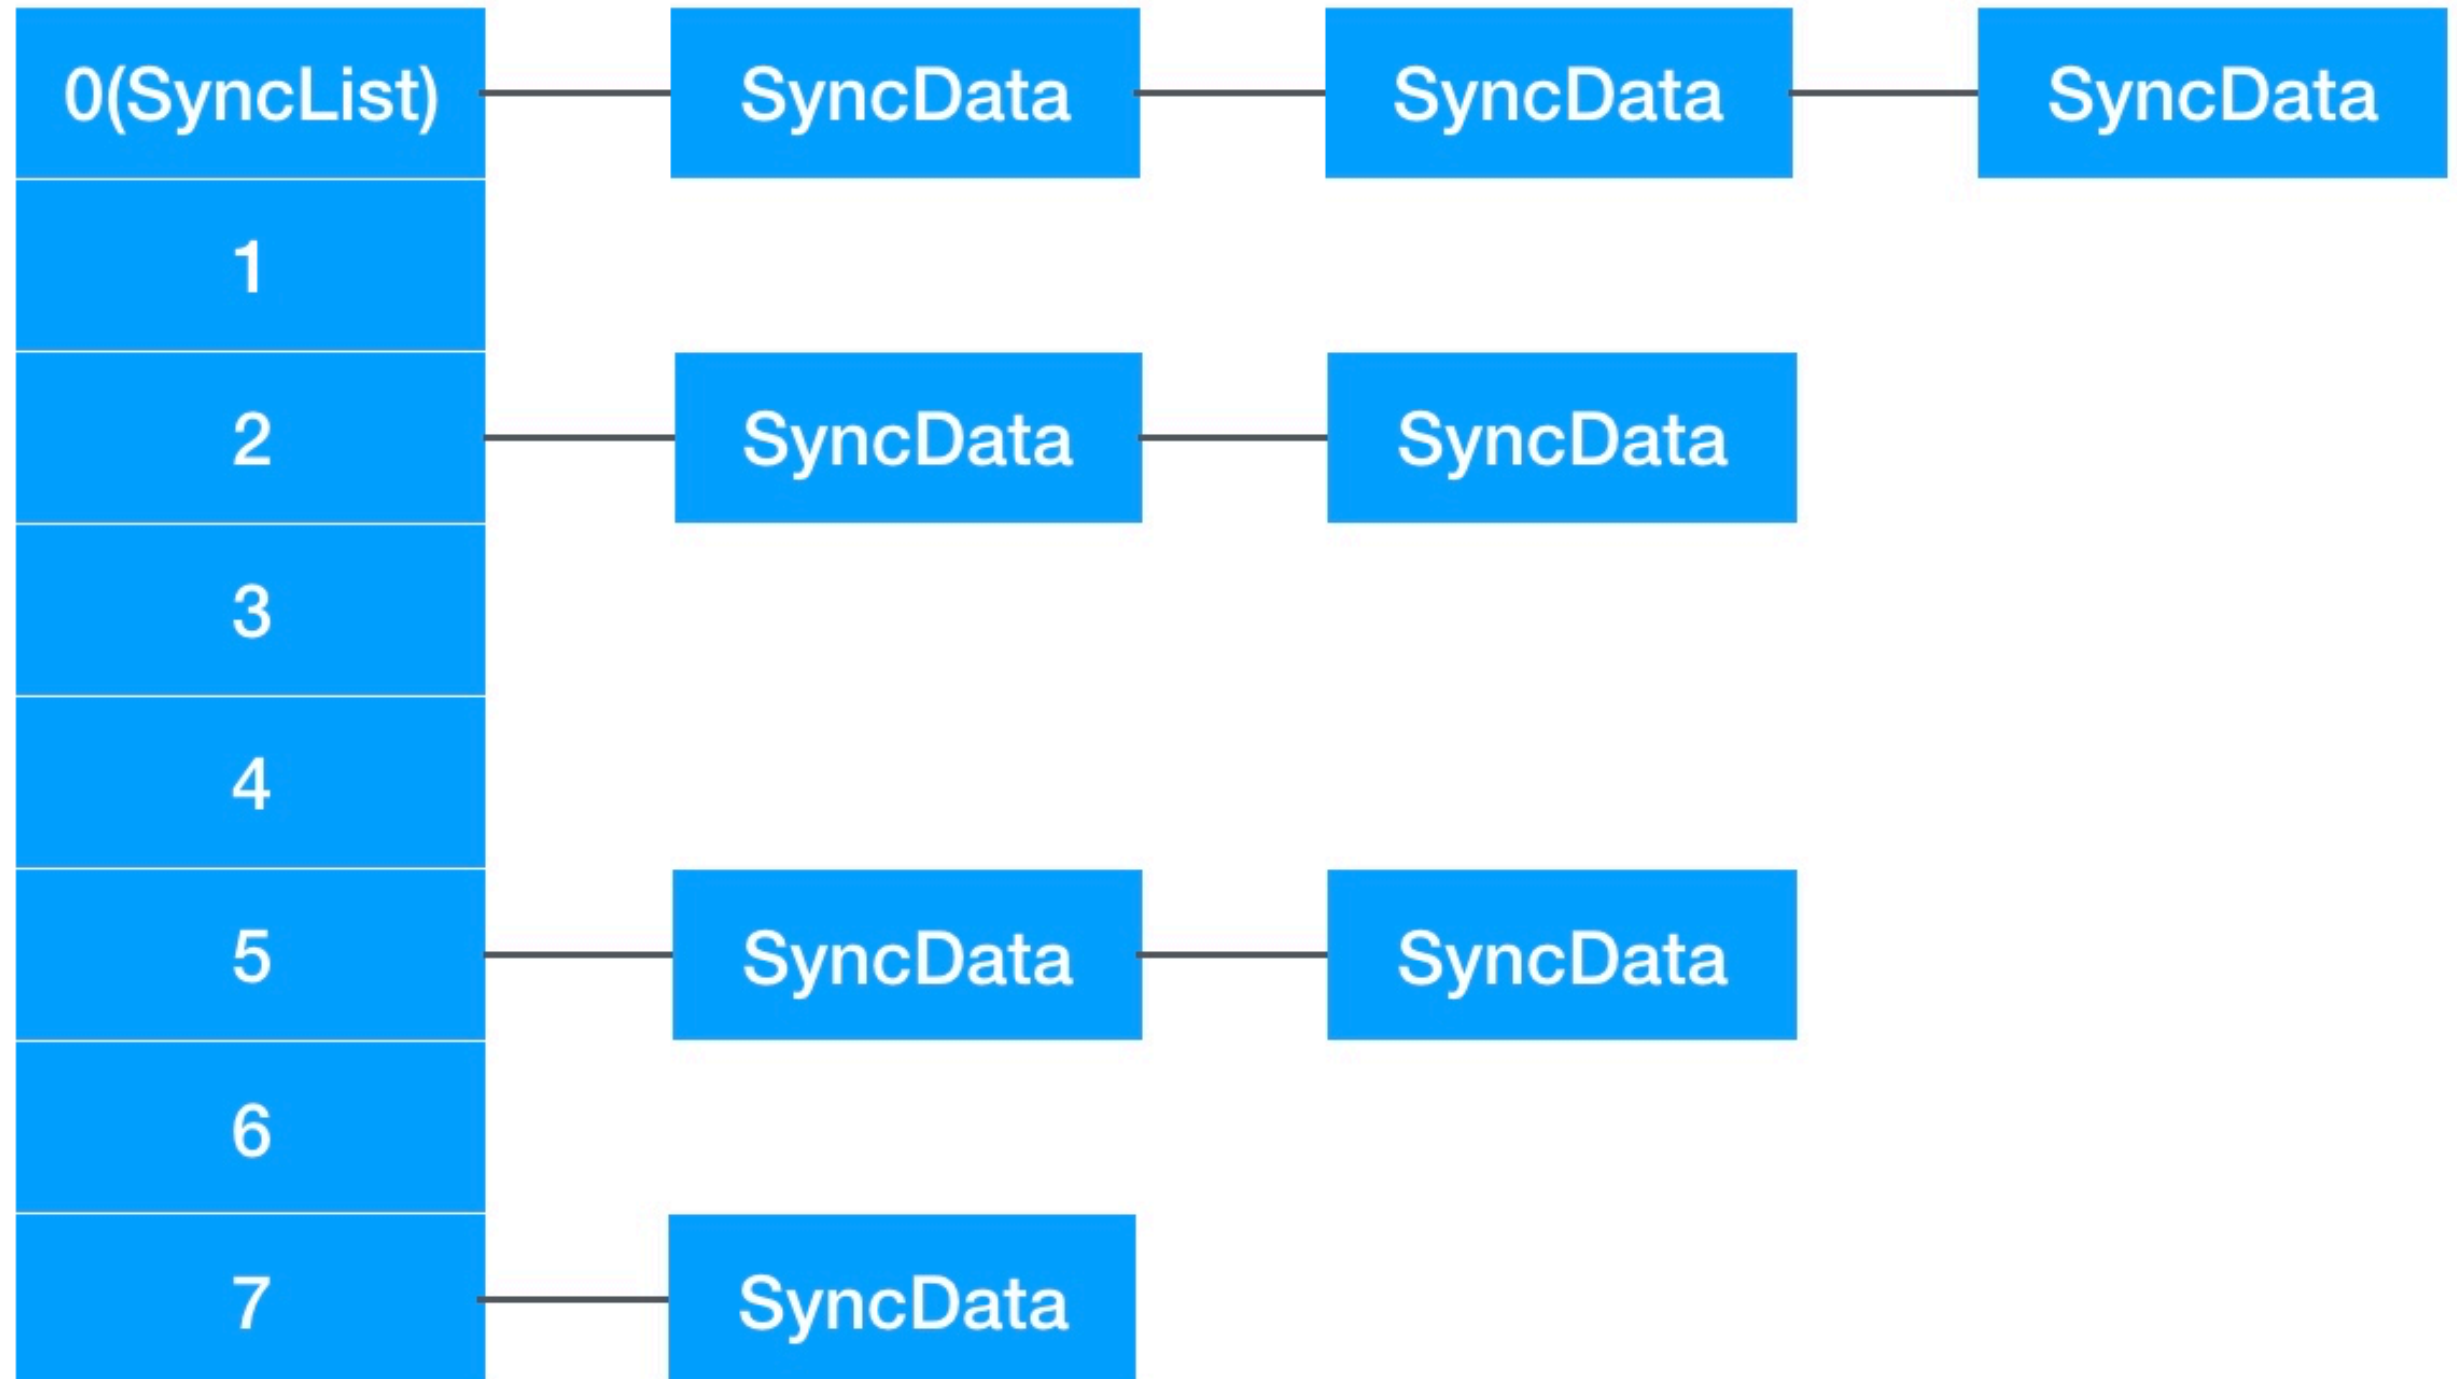 0(SyncList) SyncData SyncData SyncData
1
2 SyncData SyncData
3
4
5 SyncData SyncData
6
7 SyncData